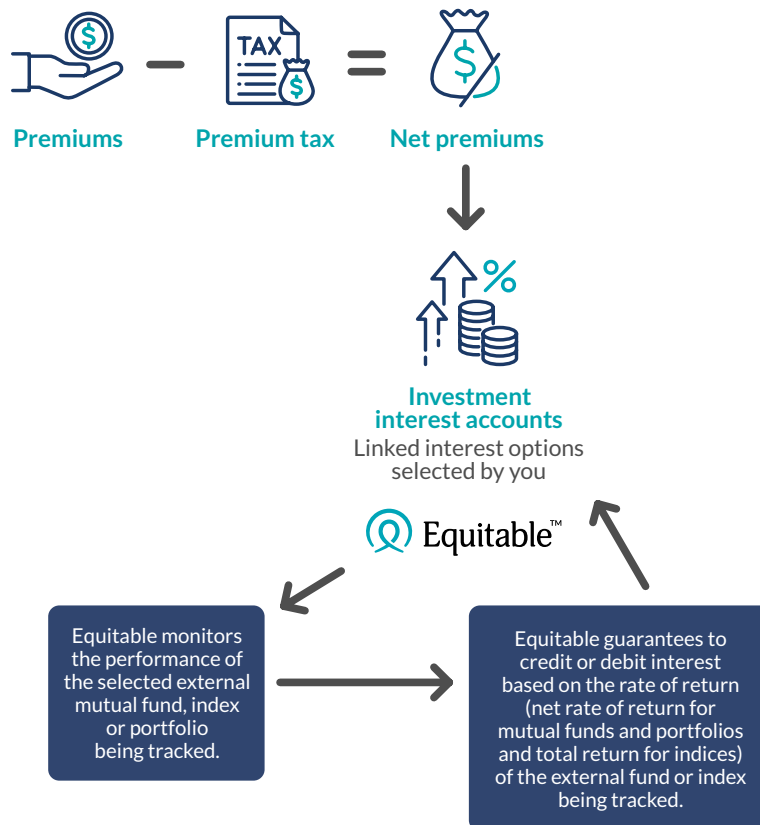 $
TAX
$
$
Premiums
Premium tax
Net premiums
%
Investment
interest accounts
Linked interest options
selected by you
Equitable™
Equitable monitors
the performance of
the selected external
mutual fund, index
or portfolio
being tracked.
Equitable guarantees to
credit or debit interest
based on the rate of return
(net rate of return for
mutual funds and portfolios
and total return for indices)
of the external fund or index
being tracked.